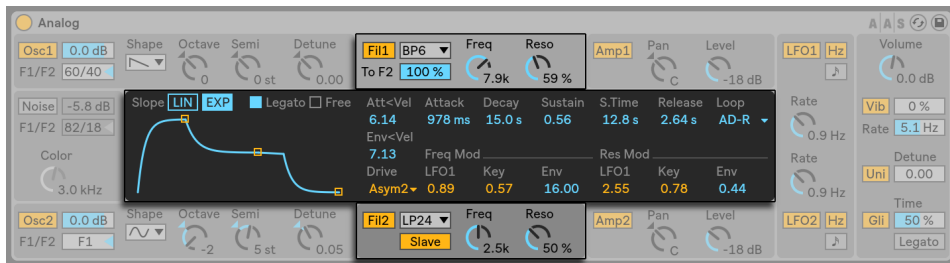 Analog AAS
Osc1 0.0 dB Shape Octave Semi Detune Fil1 BP6 Freq Reso Amp1 Pan Level LFO1 Hz Volume
F1/F2 60/40 0 0 st 0.00 To F2 100 % 7.9k 59 % C -18 dB 0.0 dB
Noise -5.8 dB Slope LIN EXP Legato Free Att<Vel Attack Decay Sustain S.Time Release Loop Rate Vib 0 %
F1/F2 82/18 6.14 978 ms 15.0 s 0.56 12.8 s 2.64 s AD-R 0.9 Hz Rate 5.1 Hz
Env<Vel
Color 7.13 Freq Mod Res Mod Rate Detune
3.0 kHz Drive LFO1 Key Env LFO1 Key Env 0.9 Hz Uni 0.00
Asym2 0.89 0.57 16.00 2.55 0.78 0.44
Osc2 0.0 dB Shape Octave Semi Detune Fil2 LP24 Freq Reso Amp2 Pan Level LFO2 Hz Time
Gli 50 %
F1/F2 F1 -2 5 st 0.05 Slave 2.5k 50 % C -18 dB Legato